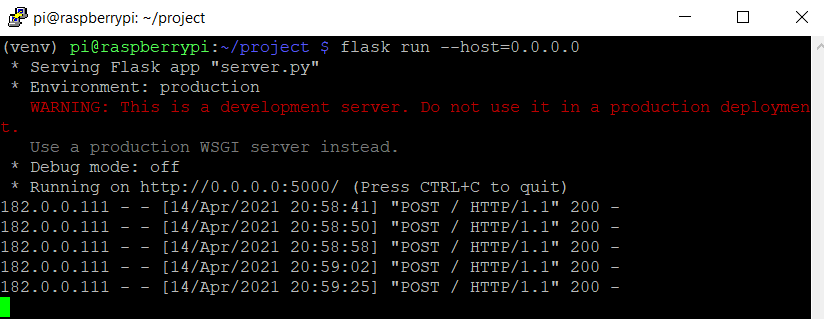 pi@raspberrypi: ~/project
(venv) pi@raspberrypi:~/project $ flask run --host=0.0.0.0
 * Serving Flask app "server.py"
 * Environment: production
   WARNING: This is a development server. Do not use it in a production deploymen
t.
   Use a production WSGI server instead.
 * Debug mode: off
 * Running on http://0.0.0.0:5000/ (Press CTRL+C to quit)
182.0.0.111 - - [14/Apr/2021 20:58:41] "POST / HTTP/1.1" 200 -
182.0.0.111 - - [14/Apr/2021 20:58:50] "POST / HTTP/1.1" 200 -
182.0.0.111 - - [14/Apr/2021 20:58:58] "POST / HTTP/1.1" 200 -
182.0.0.111 - - [14/Apr/2021 20:59:02] "POST / HTTP/1.1" 200 -
182.0.0.111 - - [14/Apr/2021 20:59:25] "POST / HTTP/1.1" 200 -